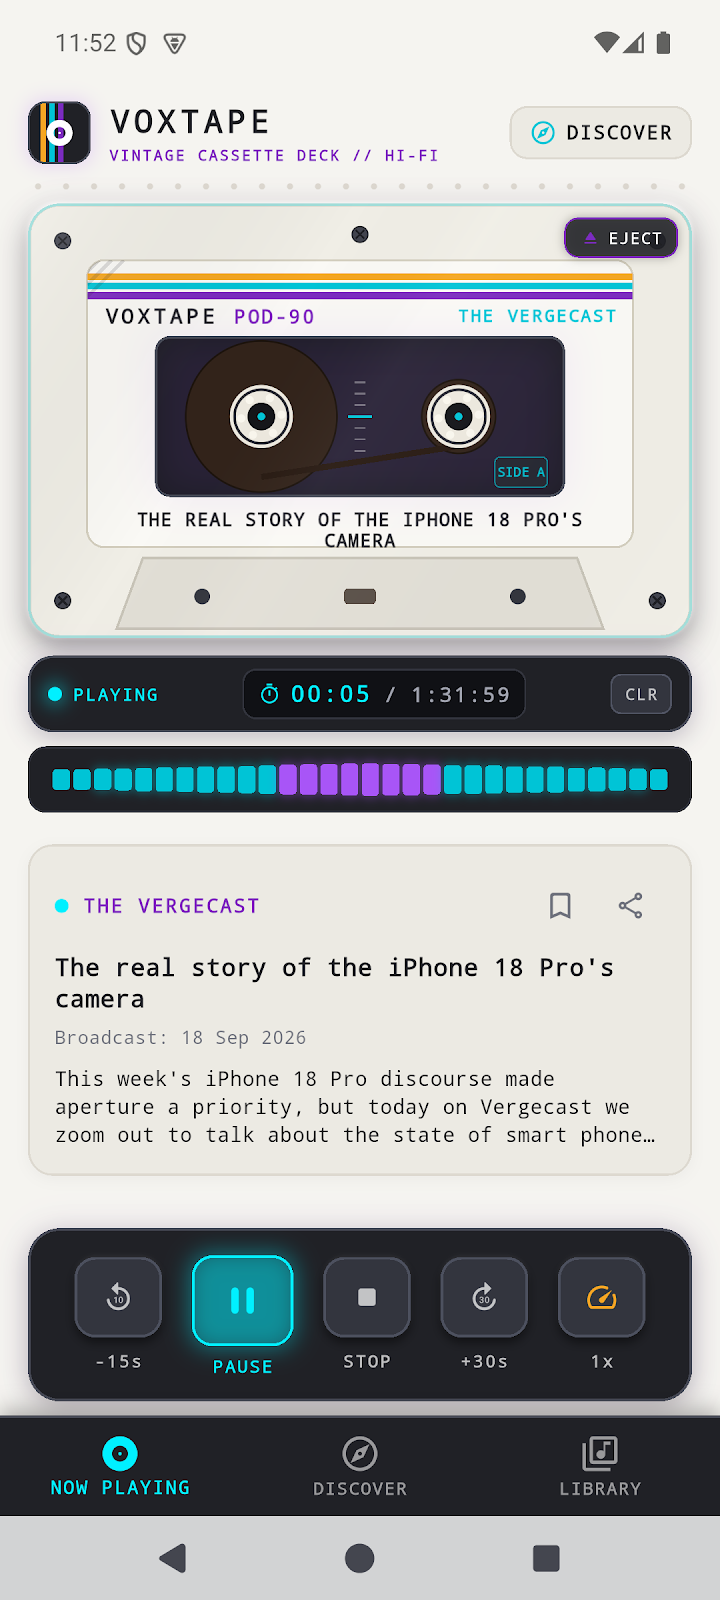 11:52
VOXTAPE
VINTAGE CASSETTE DECK // HI-FI
DISCOVER
EJECT
VOXTAPE POD-90
THE VERGECAST
SIDE A
THE REAL STORY OF THE IPHONE 18 PRO'S
CAMERA
PLAYING
00:05 / 1:31:59
CLR
THE VERGECAST
The real story of the iPhone 18 Pro's
camera
Broadcast: 18 Sep 2026
This week's iPhone 18 Pro discourse made
aperture a priority, but today on Vergecast we
zoom out to talk about the state of smart phone…
10
30
-15s
PAUSE
STOP
+30s
1x
NOW PLAYING
DISCOVER
LIBRARY